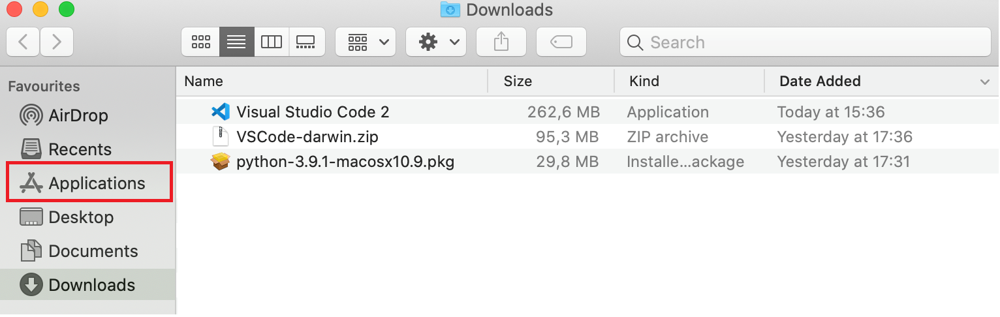 Downloads
Search
Favourites
AirDrop
Recents
Applications
Desktop
Documents
Downloads
Name Size Kind Date Added
Visual Studio Code 2 262,6 MB Application Today at 15:36
VSCode-darwin.zip 95,3 MB ZIP archive Yesterday at 17:36
python-3.9.1-macosx10.9.pkg 29,8 MB Installe...ackage Yesterday at 17:31